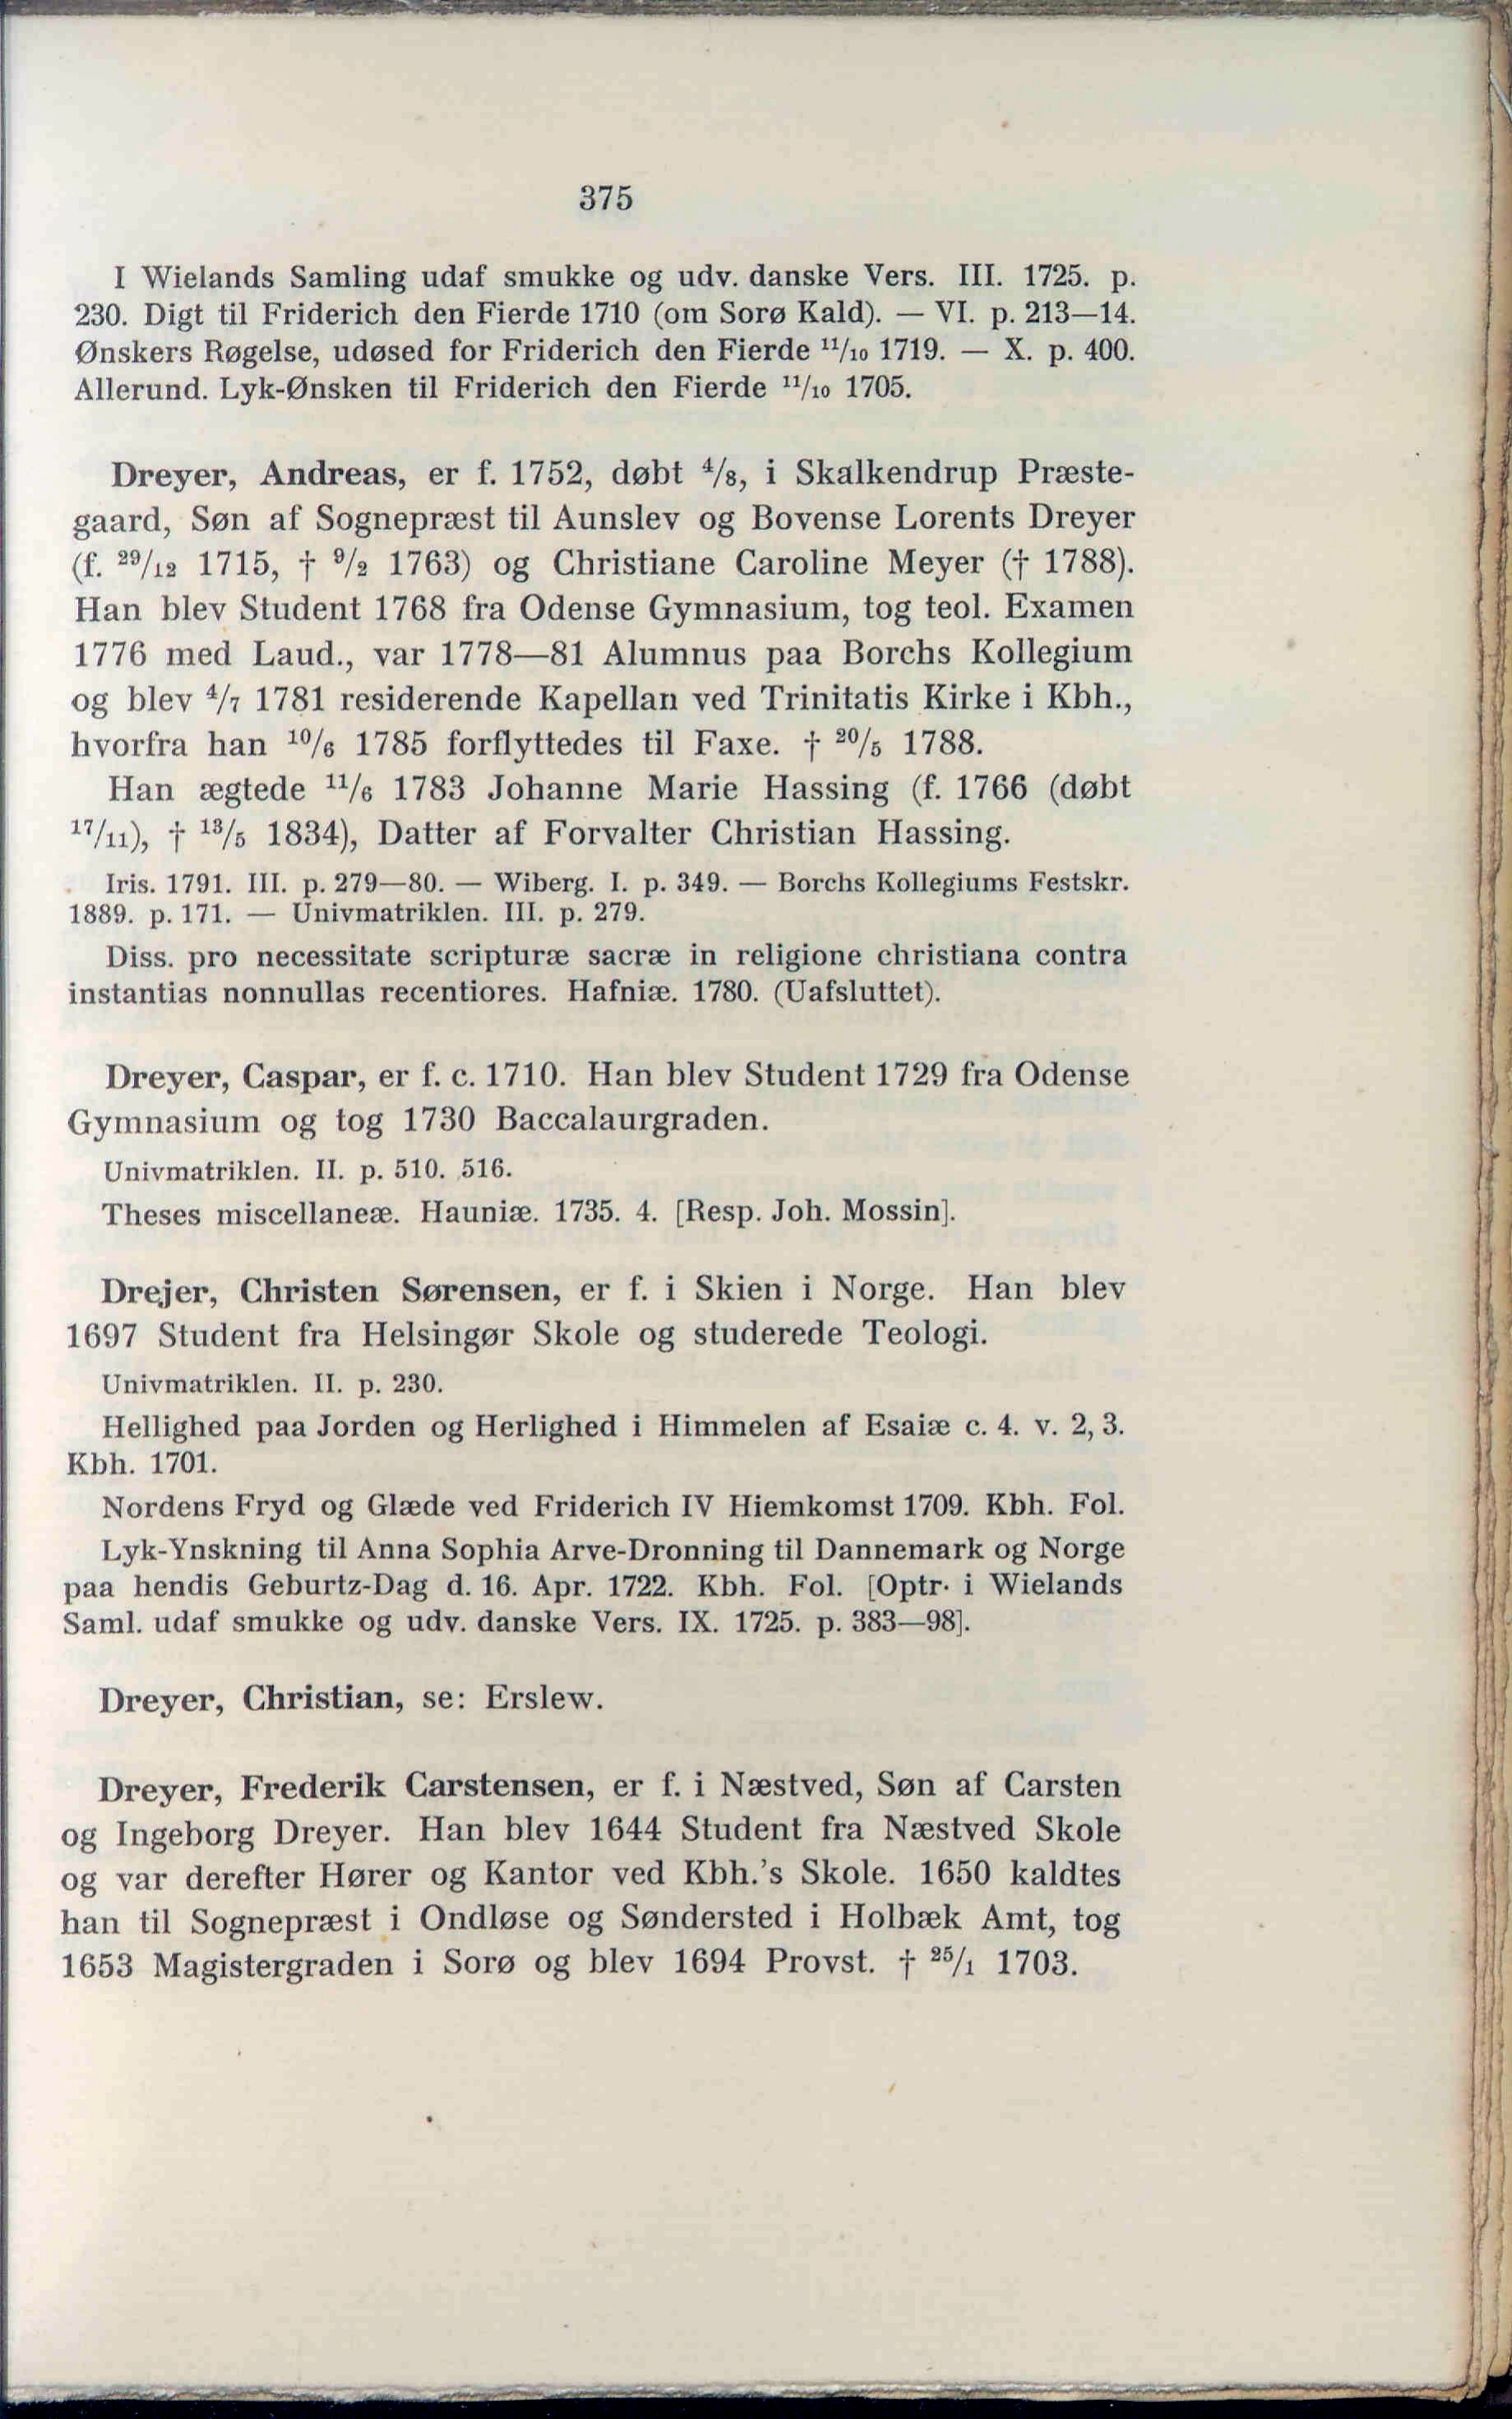 375
I Wielands Samling udaf smukke og udv. danske Vers. III. 1725. p.
230. Digt til Friderich den Fierde 1710 (om Sorø Kald). — VI. p. 213—14.
Ønskers Røgelse, udøsed for Friderich den Fierde ¹¹/₁₀ 1719. — X. p. 400.
Allerund. Lyk-Ønsken til Friderich den Fierde ¹¹/₁₀ 1705.
Dreyer, Andreas, er f. 1752, døbt ⁴/₈, i Skalkendrup Præste-
gaard, Søn af Sognepræst til Aunslev og Bovense Lorents Dreyer
(f. ²⁹/₁₂ 1715, † ⁹/₂ 1763) og Christiane Caroline Meyer († 1788).
Han blev Student 1768 fra Odense Gymnasium, tog teol. Examen
1776 med Laud., var 1778—81 Alumnus paa Borchs Kollegium
og blev ⁴/₇ 1781 residerende Kapellan ved Trinitatis Kirke i Kbh.,
hvorfra han ¹⁰/₆ 1785 forflyttedes til Faxe. † ²⁰/₅ 1788.
Han ægtede ¹¹/₆ 1783 Johanne Marie Hassing (f. 1766 (døbt
¹⁷/₁₁), † ¹³/₅ 1834), Datter af Forvalter Christian Hassing.
Iris. 1791. III. p. 279—80. — Wiberg. I. p. 349. — Borchs Kollegiums Festskr.
1889. p. 171. — Univmatriklen. III. p. 279.
Diss. pro necessitate scripturæ sacræ in religione christiana contra
instantias nonnullas recentiores. Hafniæ. 1780. (Uafsluttet).
Dreyer, Caspar, er f. c. 1710. Han blev Student 1729 fra Odense
Gymnasium og tog 1730 Baccalaurgraden.
Univmatriklen. II. p. 510. 516.
Theses miscellaneæ. Hauniæ. 1735. 4. [Resp. Joh. Mossin].
Drejer, Christen Sørensen, er f. i Skien i Norge. Han blev
1697 Student fra Helsingør Skole og studerede Teologi.
Univmatriklen. II. p. 230.
Hellighed paa Jorden og Herlighed i Himmelen af Esaiæ c. 4. v. 2, 3.
Kbh. 1701.
Nordens Fryd og Glæde ved Friderich IV Hiemkomst 1709. Kbh. Fol.
Lyk-Ynskning til Anna Sophia Arve-Dronning til Dannemark og Norge
paa hendis Geburtz-Dag d. 16. Apr. 1722. Kbh. Fol. [Optr. i Wielands
Saml. udaf smukke og udv. danske Vers. IX. 1725. p. 383—98].
Dreyer, Christian, se: Erslew.
Dreyer, Frederik Carstensen, er f. i Næstved, Søn af Carsten
og Ingeborg Dreyer. Han blev 1644 Student fra Næstved Skole
og var derefter Hører og Kantor ved Kbh.'s Skole. 1650 kaldtes
han til Sognepræst i Ondløse og Søndersted i Holbæk Amt, tog
1653 Magistergraden i Sorø og blev 1694 Provst. † ²⁵/₁ 1703.